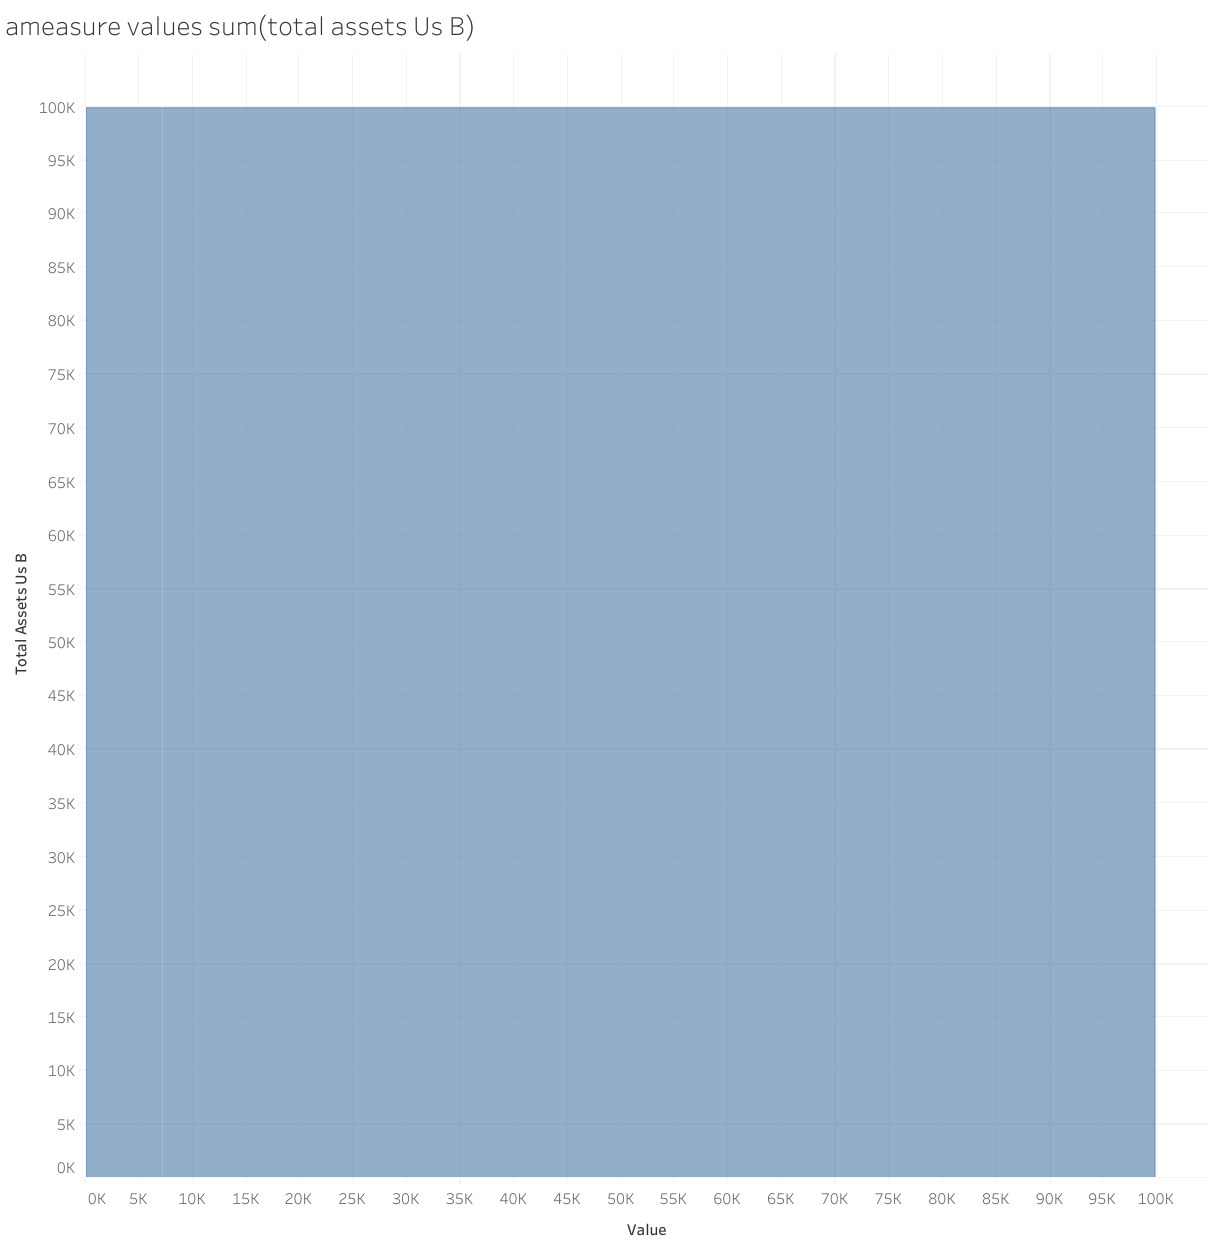 ameasure values sum(total assets Us B)
100K
95K
90K
85K
80K
75K
70K
65K
60K
55K
50K
45K
40K
35K
30K
25K
20K
15K
10K
5K
0K
Total Assets Us B
0K 5K 10K 15K 20K 25K 30K 35K 40K 45K 50K 55K 60K 65K 70K 75K 80K 85K 90K 95K 100K
Value